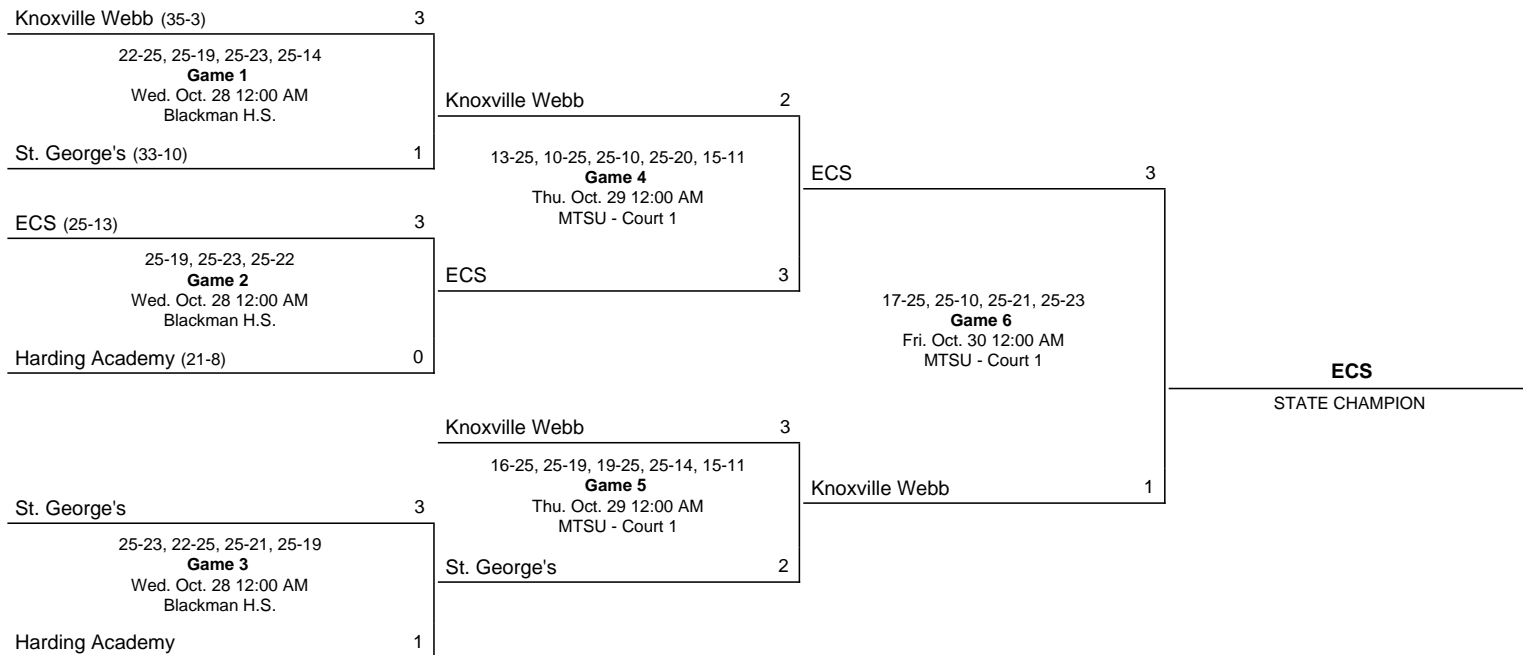 Knoxville Webb (35-3) 3
22-25, 25-19, 25-23, 25-14
Game 1
Wed. Oct. 28 12:00 AM
Blackman H.S.
St. George's (33-10) 1
ECS (25-13) 3
25-19, 25-23, 25-22
Game 2
Wed. Oct. 28 12:00 AM
Blackman H.S.
Harding Academy (21-8) 0
St. George's 3
25-23, 22-25, 25-21, 25-19
Game 3
Wed. Oct. 28 12:00 AM
Blackman H.S.
Harding Academy 1
Knoxville Webb 2
13-25, 10-25, 25-10, 25-20, 15-11
Game 4
Thu. Oct. 29 12:00 AM
MTSU - Court 1
ECS 3
Knoxville Webb 3
16-25, 25-19, 19-25, 25-14, 15-11
Game 5
Thu. Oct. 29 12:00 AM
MTSU - Court 1
St. George's 2
ECS 3
17-25, 25-10, 25-21, 25-23
Game 6
Fri. Oct. 30 12:00 AM
MTSU - Court 1
Knoxville Webb 1
ECS
STATE CHAMPION